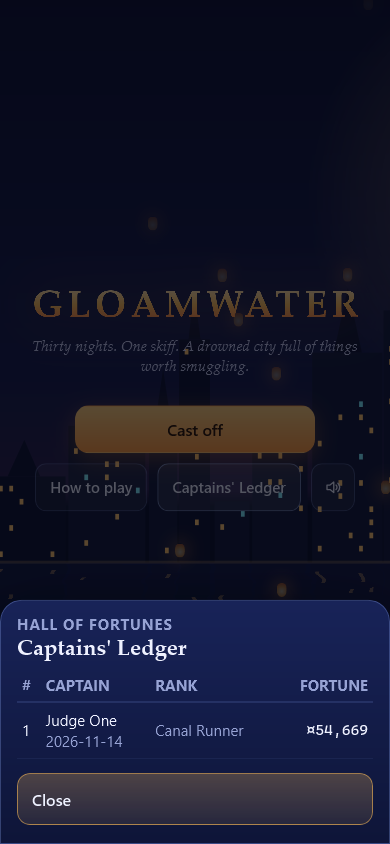 GLOAMWATER
Thirty nights. One skiff. A drowned city full of things
worth smuggling.
Cast off
How to play
Captains' Ledger
HALL OF FORTUNES
Captains' Ledger
# CAPTAIN RANK FORTUNE
1 Judge One Canal Runner ¤54,669
2026-11-14
Close